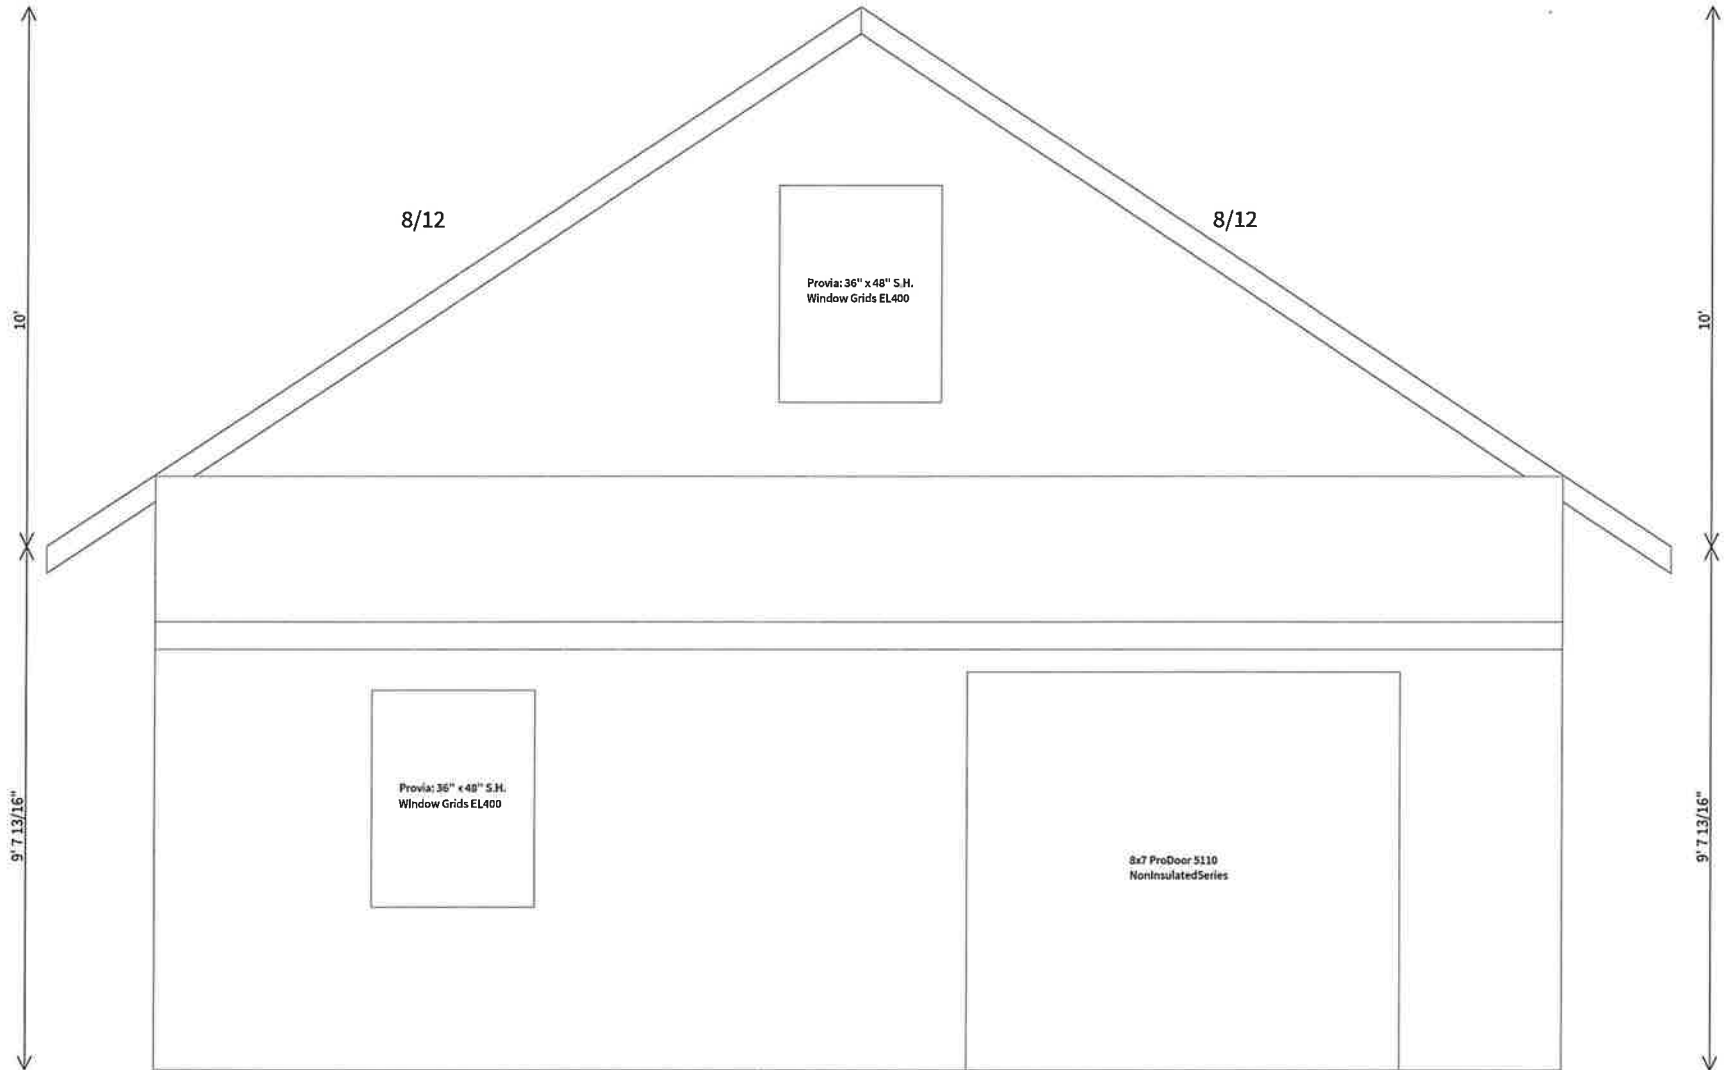 8/12
8/12
Provia: 36" x 48" S.H.
Window Grids EL400
10'
10'
Provia: 36" x 48" S.H.
Window Grids EL400
9' 7 13/16"
9' 7 13/16"
8x7 ProDoor 5110
NonInsulatedSeries